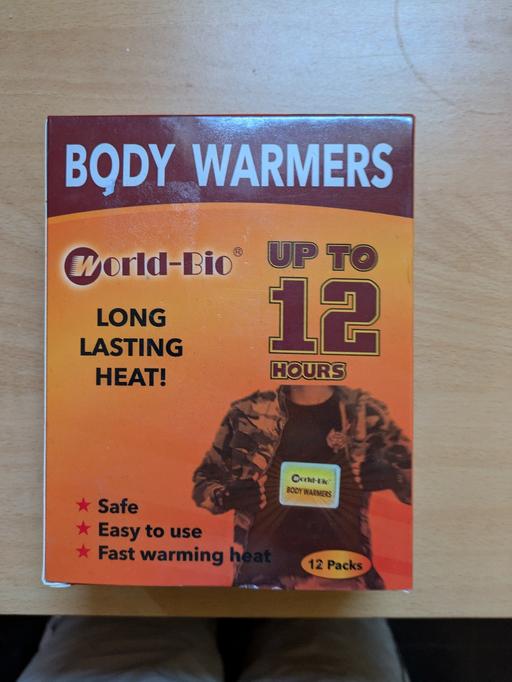 BODY WARMERS
World-Bio®
UP TO
12
HOURS
LONG
LASTING
HEAT!
World-Bio
BODY WARMERS
★ Safe
★ Easy to use
★ Fast warming heat
12 Packs